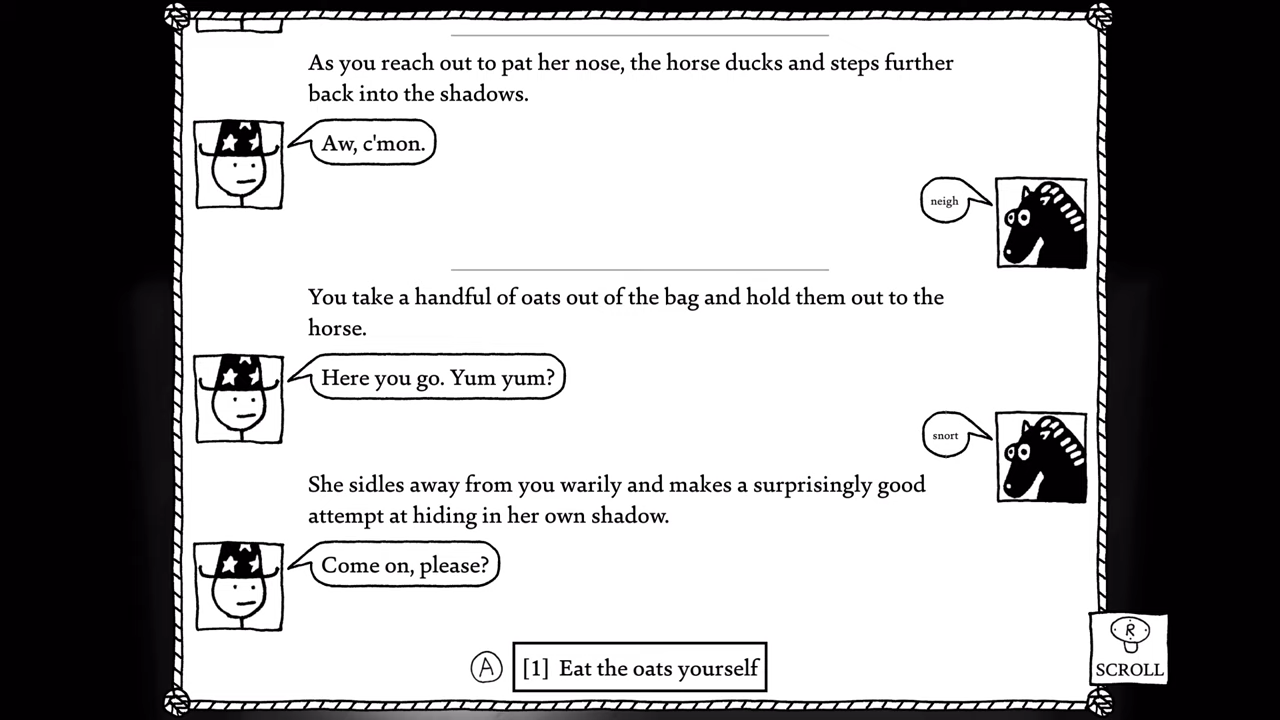 As you reach out to pat her nose, the horse ducks and steps further
back into the shadows.
Aw, c'mon.
neigh
You take a handful of oats out of the bag and hold them out to the
horse.
Here you go. Yum yum?
snort
She sidles away from you warily and makes a surprisingly good
attempt at hiding in her own shadow.
Come on, please?
R
SCROLL
A [1] Eat the oats yourself